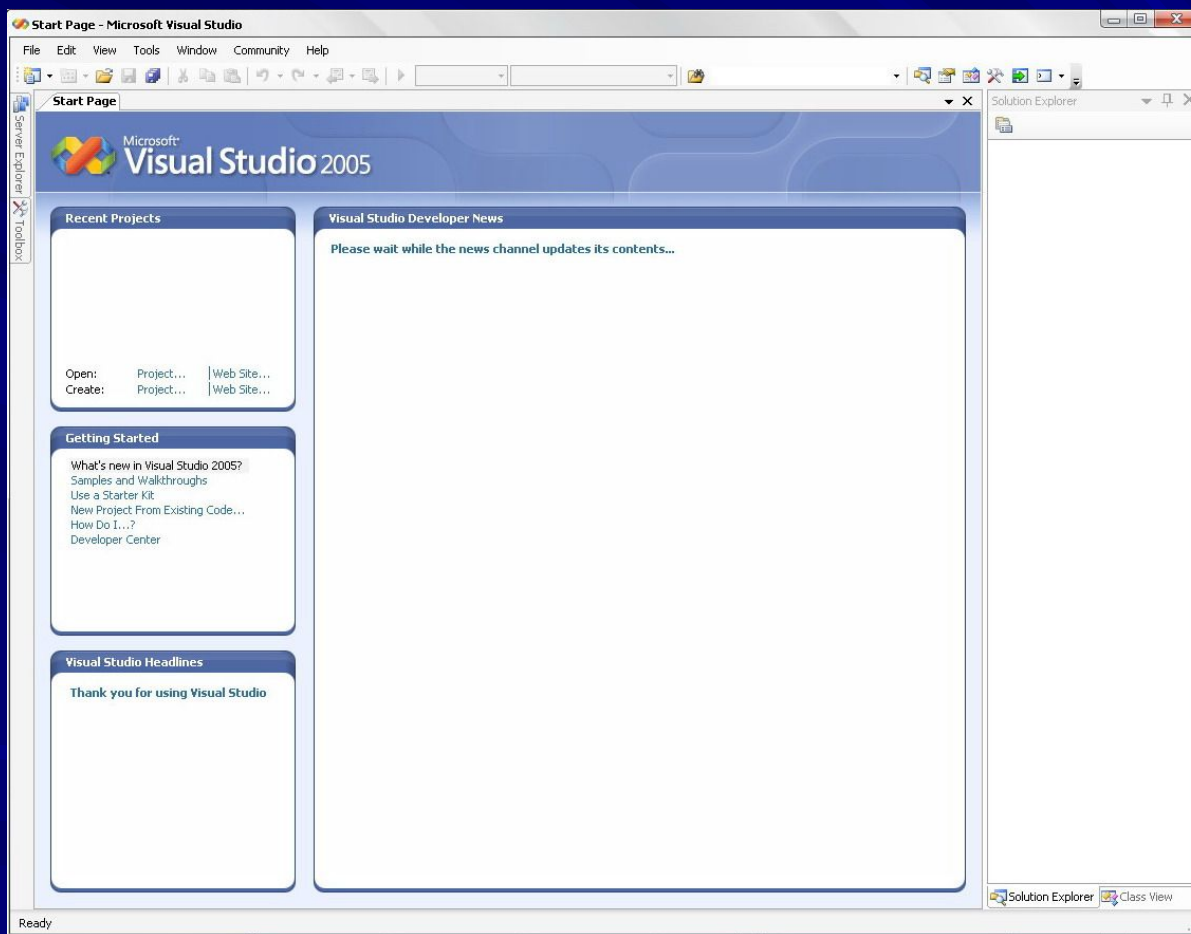 Start Page - Microsoft Visual Studio
File Edit View Tools Window Community Help
Server Explorer
Toolbox
Start Page
Microsoft
Visual Studio 2005
Recent Projects
Open: Project... Web Site...
Create: Project... Web Site...
Getting Started
What's new in Visual Studio 2005?
Samples and Walkthroughs
Use a Starter Kit
New Project From Existing Code...
How Do I...?
Developer Center
Visual Studio Headlines
Thank you for using Visual Studio
Visual Studio Developer News
Please wait while the news channel updates its contents...
Solution Explorer
Solution Explorer Class View
Ready